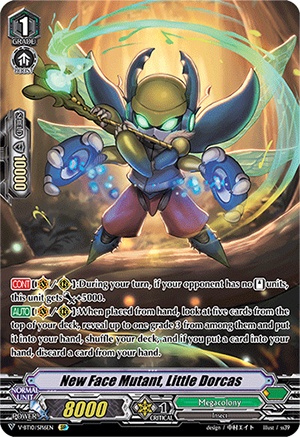 1
GRADE
BOOST
10000
CONT[(V)/(R)]:During your turn, if your opponent has no units,
this unit gets +5000.
AUTO[(V)/(R)]:When placed from hand, look at five cards from the
top of your deck, reveal up to one grade 3 from among them and put
it into your hand, shuffle your deck, and if you put a card into your
hand, discard a card from your hand.
New Face Mutant, Little Dorcas
NORMAL
UNIT
POWER
8000
1
CRITICAL
Megacolony
Insect
V-BT10/SP16EN SP
design / 中村エイト illust / u39